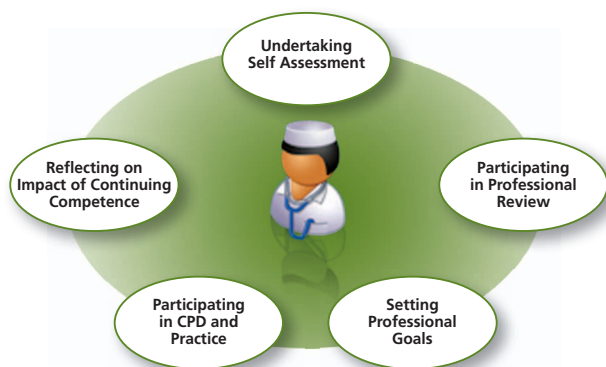 Undertaking
Self Assessment
Reflecting on
Impact of Continuing
Competence
Participating
in Professional
Review
Participating
in CPD and
Practice
Setting
Professional
Goals